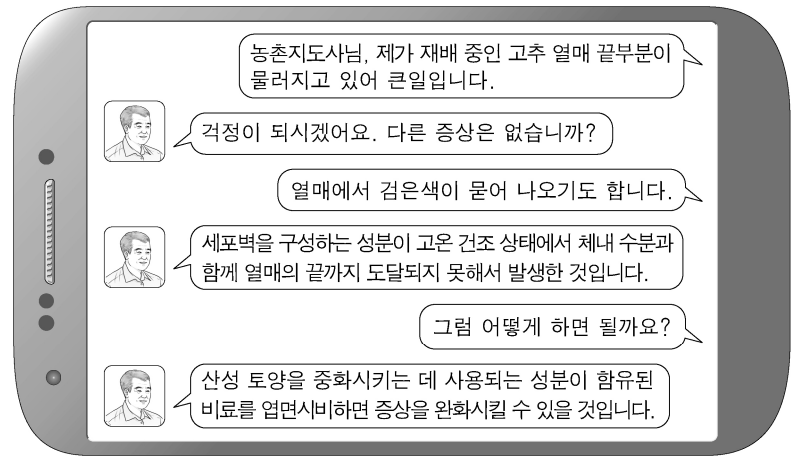 농촌지도사님, 제가 재배 중인 고추 열매 끝부분이
물러지고 있어 큰일입니다.
걱정이 되시겠어요. 다른 증상은 없습니까?
열매에서 검은색이 묻어 나오기도 합니다.
세포벽을 구성하는 성분이 고온 건조 상태에서 체내 수분과
함께 열매의 끝까지 도달되지 못해서 발생한 것입니다.
그럼 어떻게 하면 될까요?
산성 토양을 중화시키는 데 사용되는 성분이 함유된
비료를 엽면시비하면 증상을 완화시킬 수 있을 것입니다.